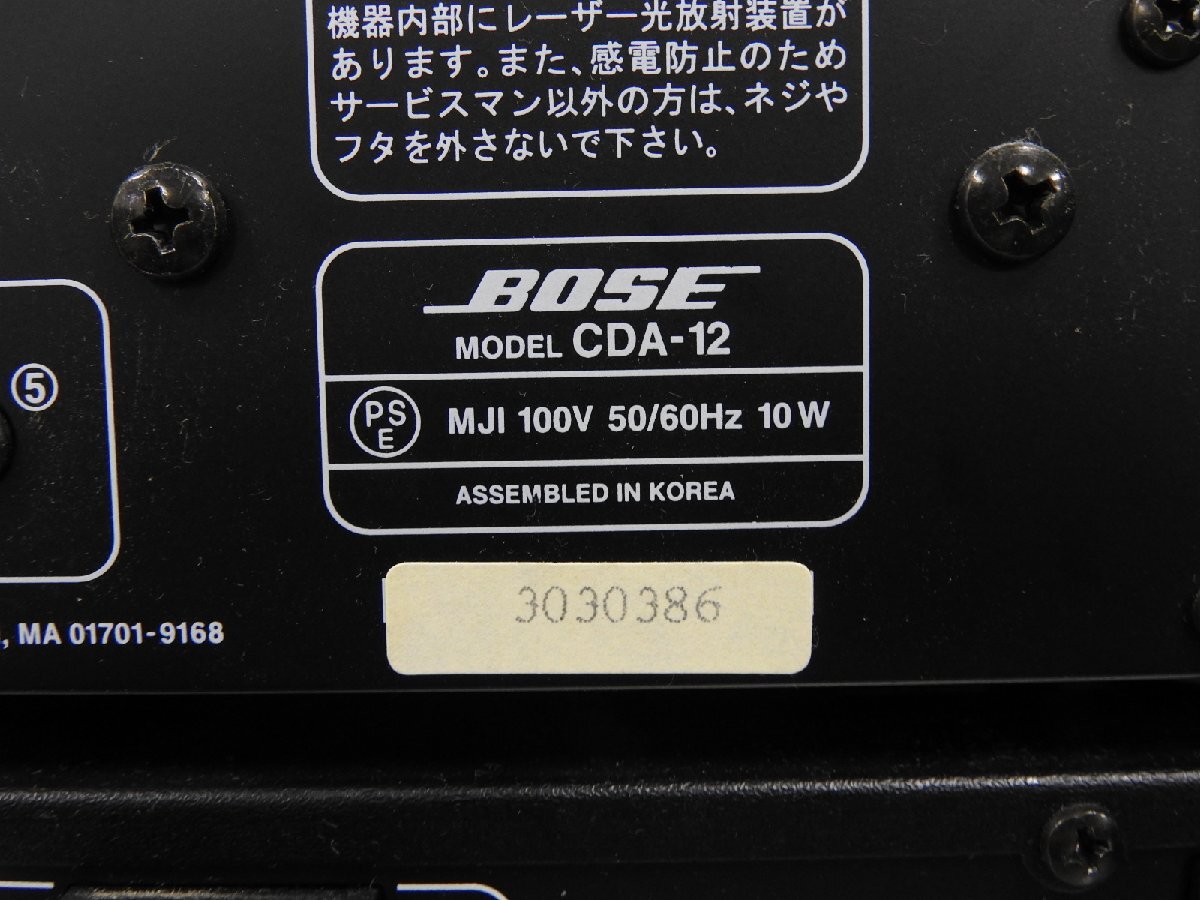 機器内部にレーザー光放射装置が
あります。また、感電防止のため
サービスマン以外の方は、ネジや
フタを外さないで下さい。
BOSE
MODEL CDA-12
PS
E
MJI 100V 50/60Hz 10W
ASSEMBLED IN KOREA
⑤
3030386
, MA 01701-9168